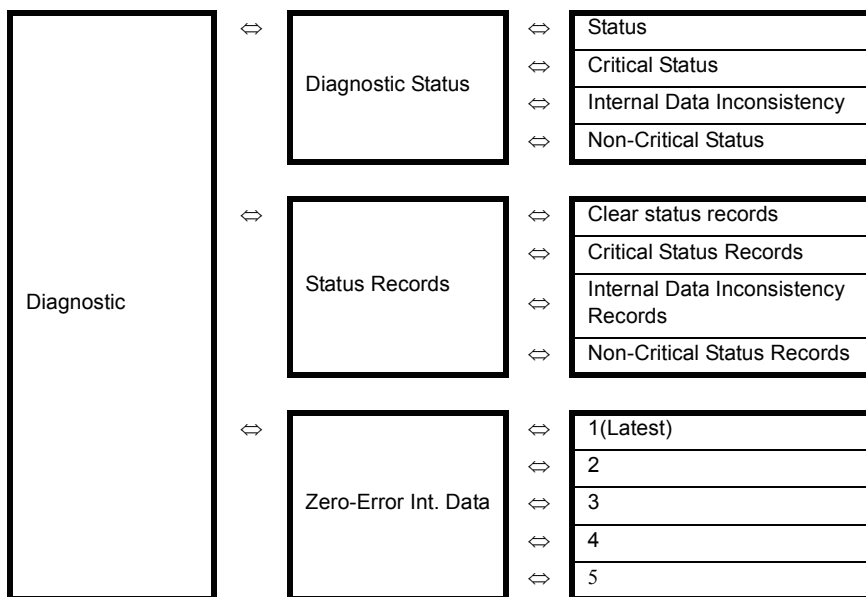 ⇔
Diagnostic Status
⇔ Status
⇔ Critical Status
⇔ Internal Data Inconsistency
⇔ Non-Critical Status
Diagnostic
⇔
Status Records
⇔ Clear status records
⇔ Critical Status Records
⇔ Internal Data Inconsistency
Records
⇔ Non-Critical Status Records
⇔
Zero-Error Int. Data
⇔ 1(Latest)
⇔ 2
⇔ 3
⇔ 4
⇔ 5